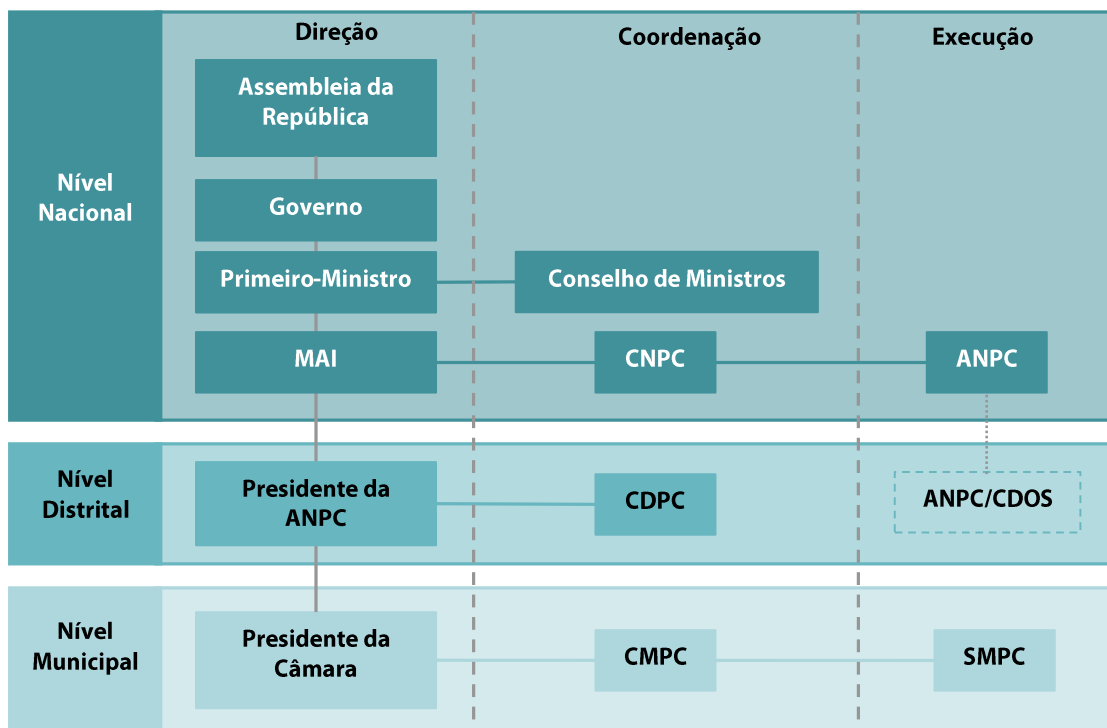 Direção
Coordenação
Execução
Nível
Nacional
Assembleia da
República
Governo
Primeiro-Ministro
Conselho de Ministros
MAI
CNPC
ANPC
Nível
Distrital
Presidente da
ANPC
CDPC
ANPC/CDOS
Nível
Municipal
Presidente da
Câmara
CMPC
SMPC